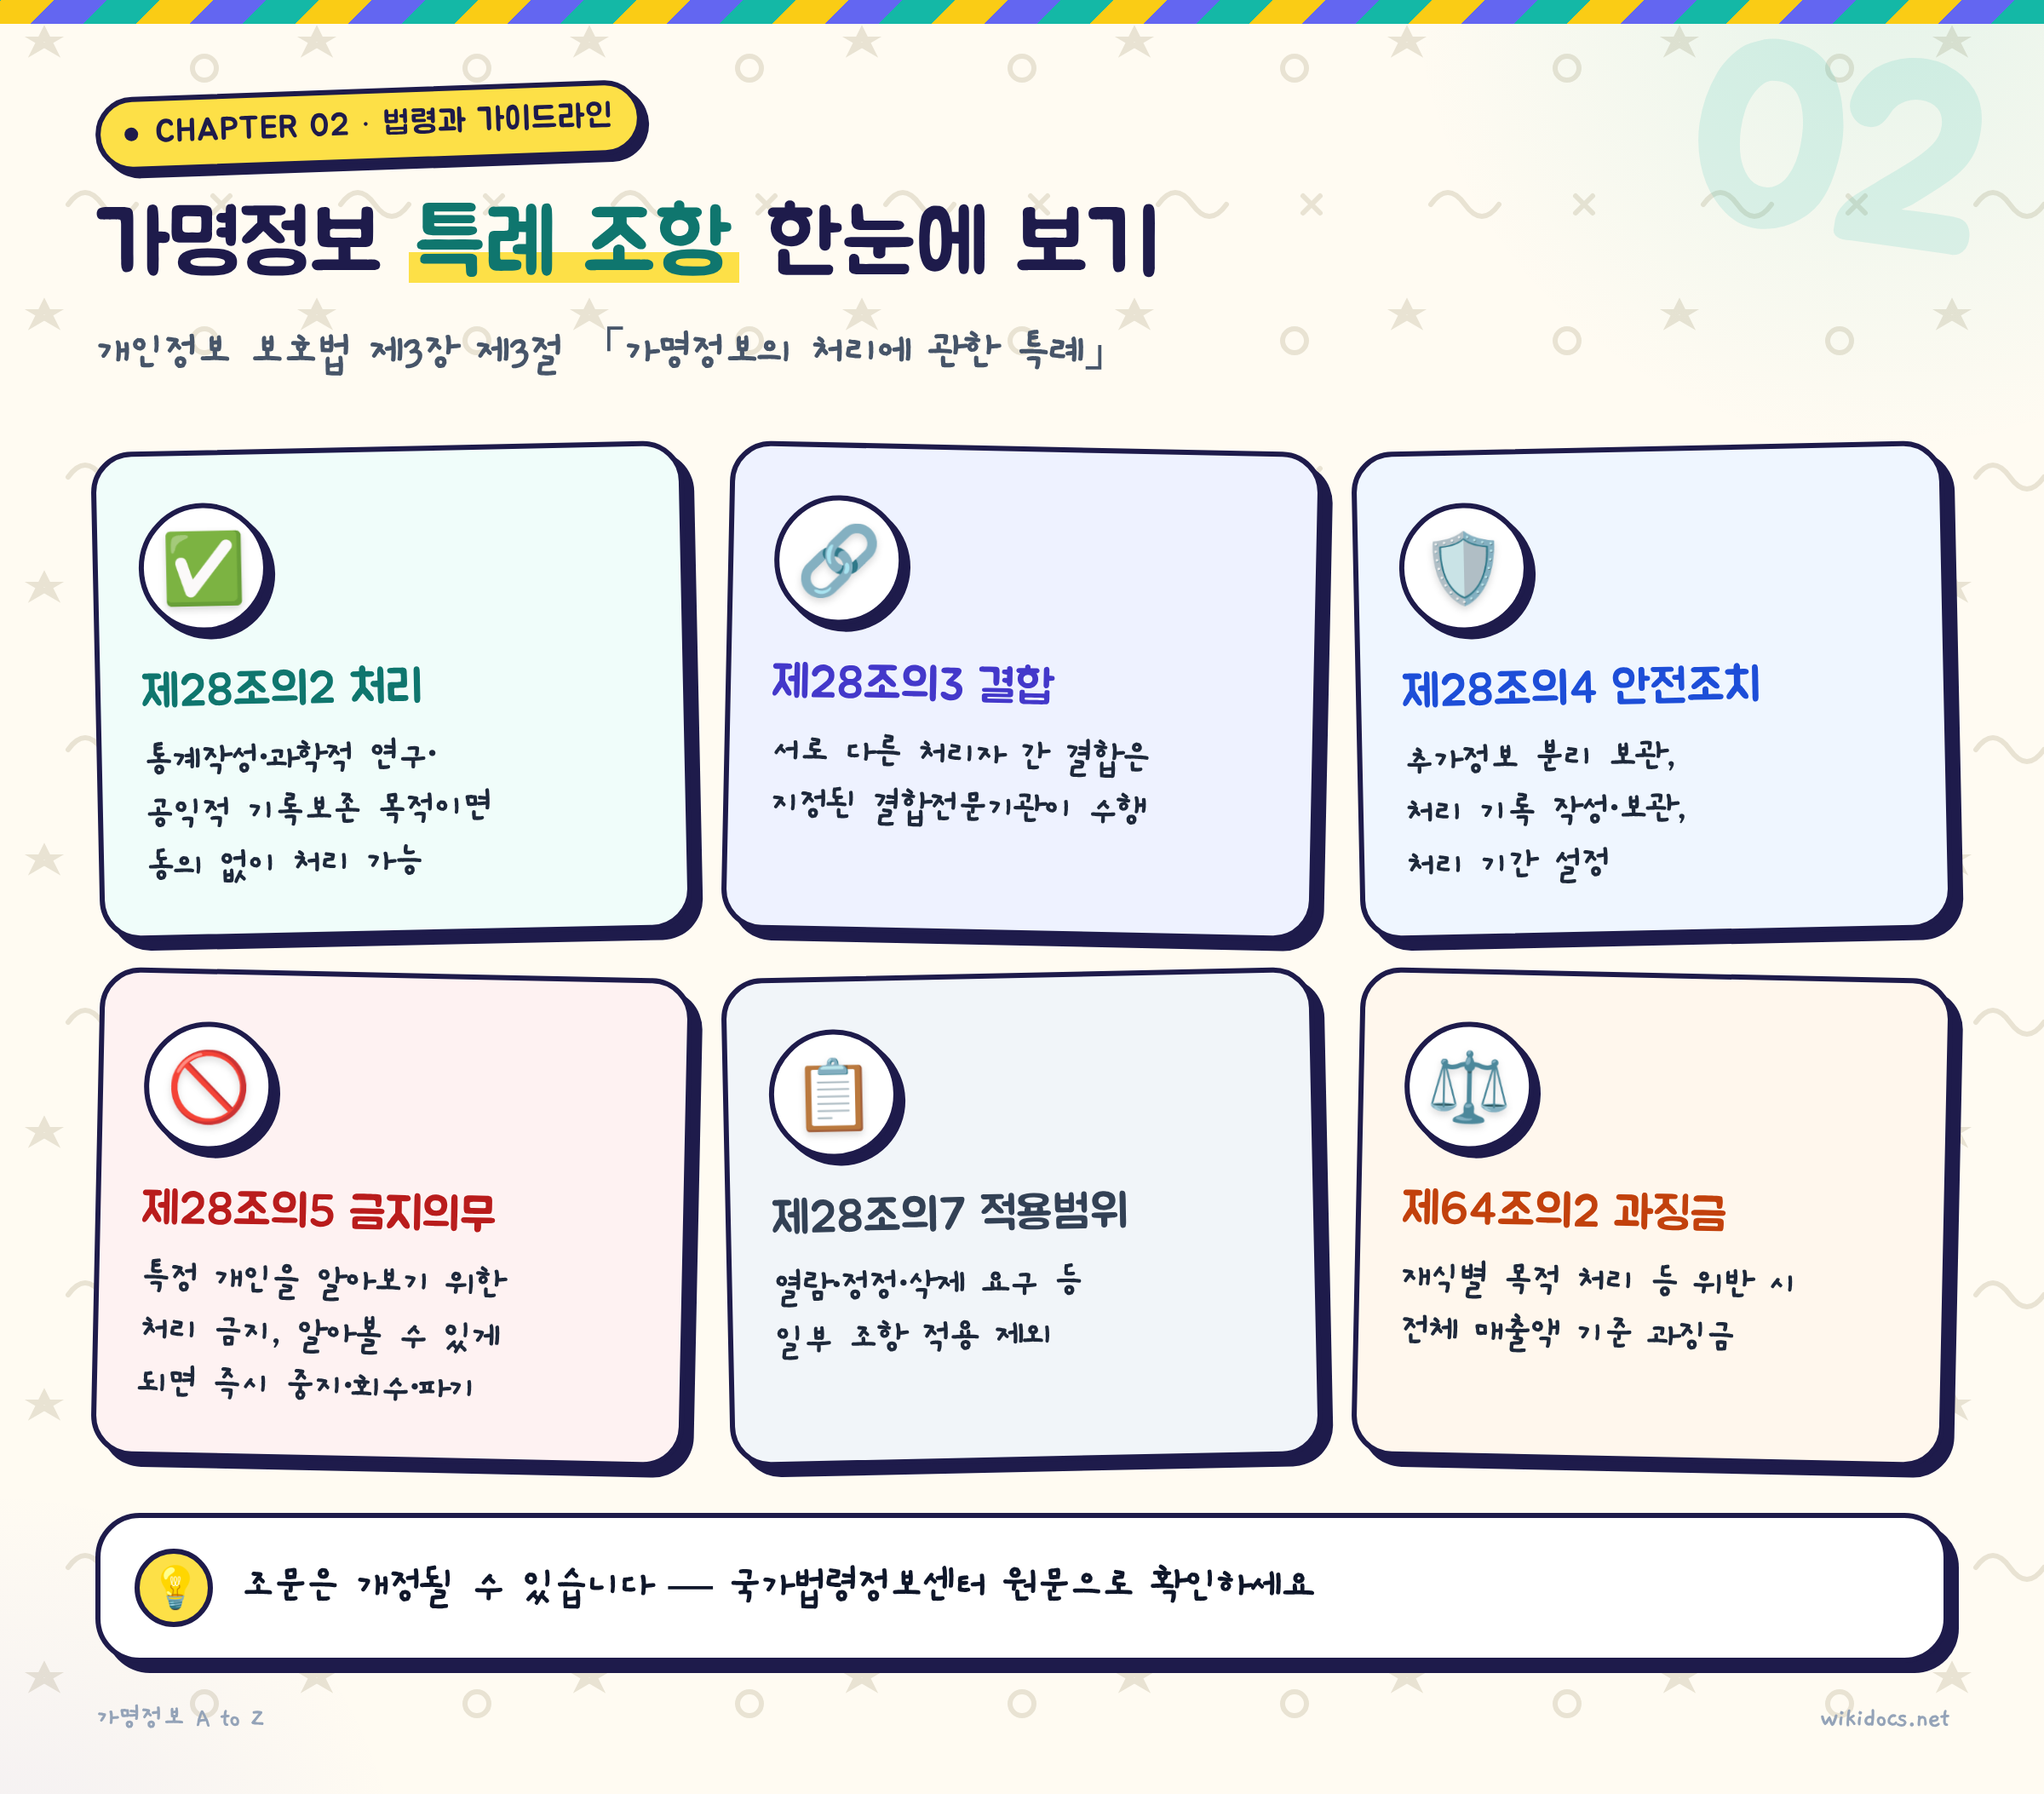 02
CHAPTER 02 · 법령과 가이드라인
가명정보 특례 조항 한눈에 보기
개인정보 보호법 제3장 제3절 「가명정보의 처리에 관한 특례」
제28조의2 처리
통계작성·과학적 연구·
공익적 기록보존 목적이면
동의 없이 처리 가능
제28조의3 결합
서로 다른 처리자 간 결합은
지정된 결합전문기관이 수행
제28조의4 안전조치
추가정보 분리 보관,
처리 기록 작성·보관,
처리 기간 설정
제28조의5 금지의무
특정 개인을 알아보기 위한
처리 금지, 알아볼 수 있게
되면 즉시 중지·회수·파기
제28조의7 적용범위
열람·정정·삭제 요구 등
일부 조항 적용 제외
제64조의2 과징금
재식별 목적 처리 등 위반 시
전체 매출액 기준 과징금
조문은 개정될 수 있습니다 — 국가법령정보센터 원문으로 확인하세요
가명정보 A to Z
wikidocs.net